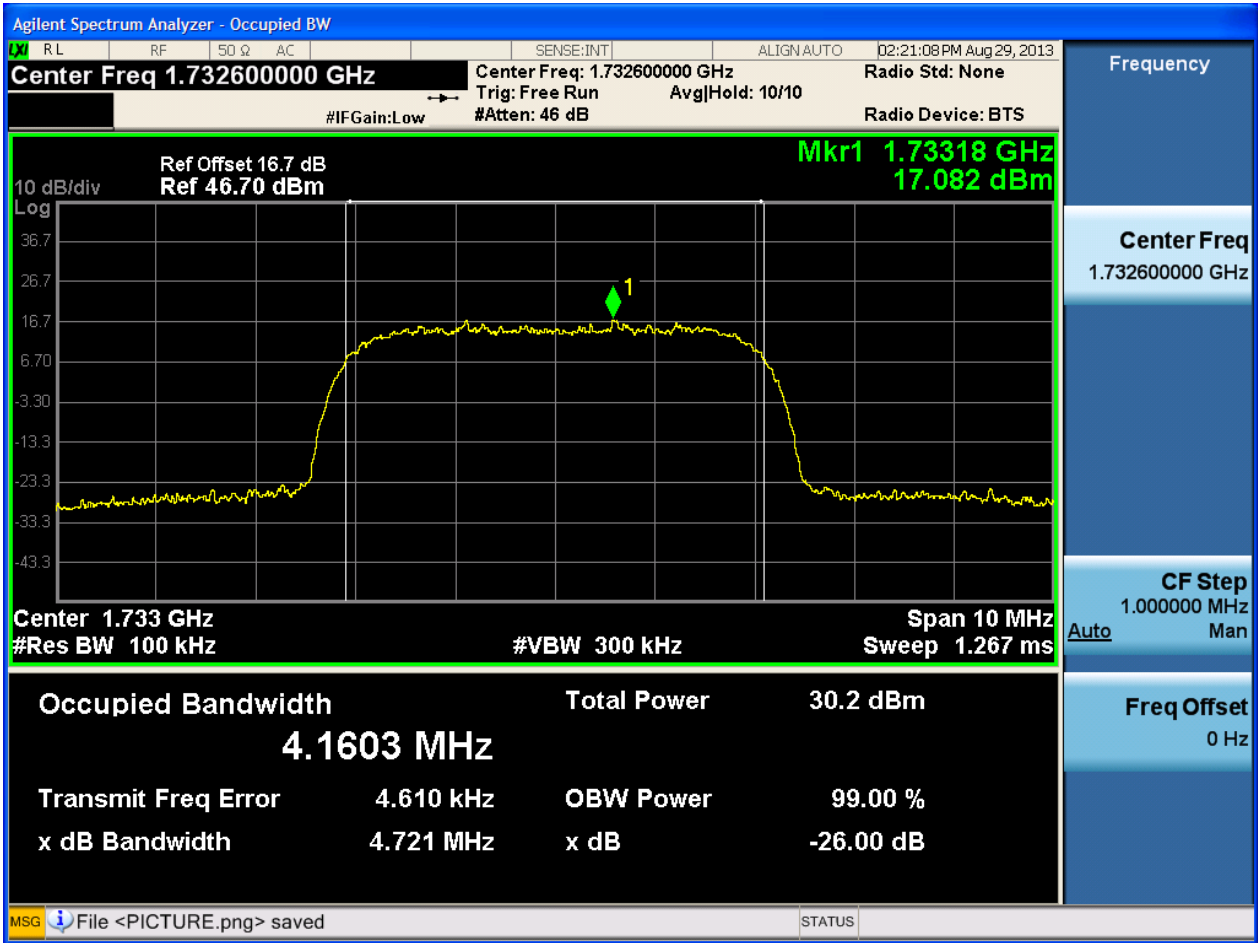 Agilent Spectrum Analyzer - Occupied BW
LXI RL RF 50 Ω AC SENSE:INT ALIGN AUTO 02:21:08 PM Aug 29, 2013
Center Freq 1.732600000 GHz
Center Freq: 1.732600000 GHz
Radio Std: None
Trig: Free Run
Avg|Hold: 10/10
#IFGain:Low
#Atten: 46 dB
Radio Device: BTS
Mkr1 1.73318 GHz
17.082 dBm
Ref Offset 16.7 dB
10 dB/div
Ref 46.70 dBm
Log
36.7
26.7
16.7
6.70
-3.30
-13.3
-23.3
-33.3
-43.3
1
Center 1.733 GHz
Span 10 MHz
#Res BW 100 kHz
#VBW 300 kHz
Sweep 1.267 ms
Occupied Bandwidth
4.1603 MHz
Total Power 30.2 dBm
Transmit Freq Error 4.610 kHz
OBW Power 99.00 %
x dB Bandwidth 4.721 MHz
x dB -26.00 dB
Frequency
Center Freq
1.732600000 GHz
CF Step
1.000000 MHz
Auto Man
Freq Offset
0 Hz
MSG File <PICTURE.png> saved
STATUS